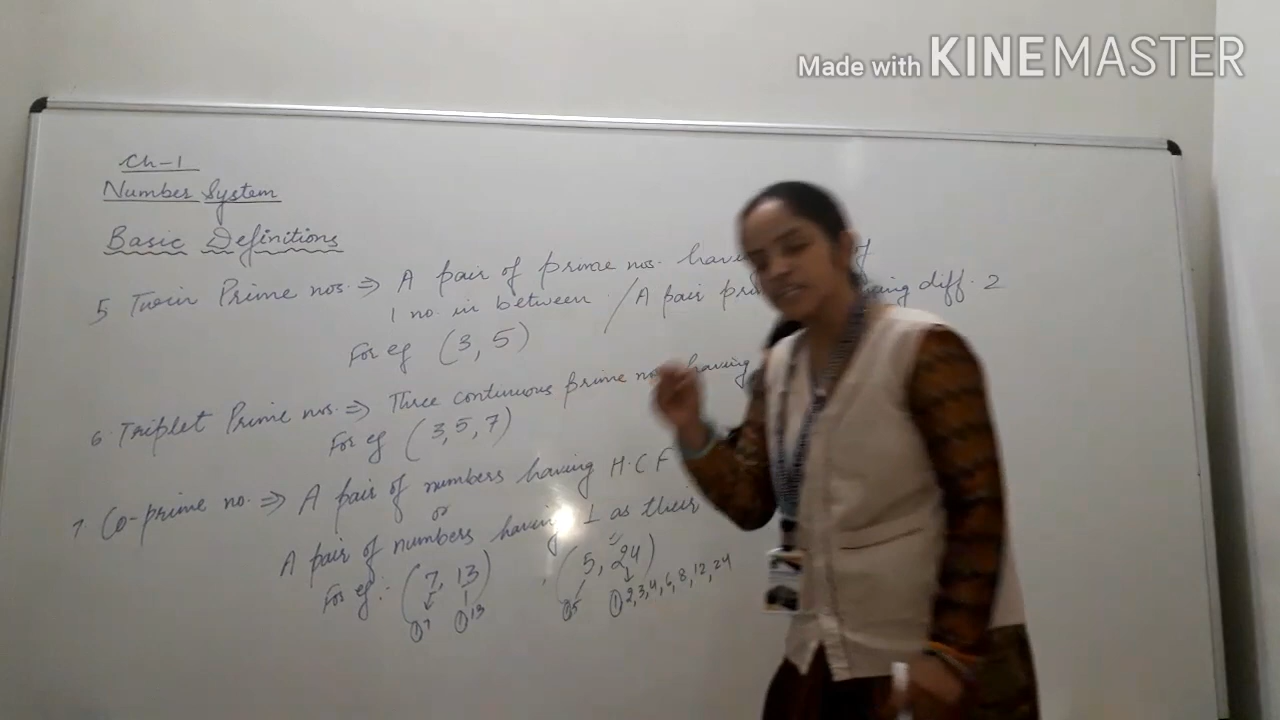 Made with KINEMASTER
Ch-1
Number System
Basic Definitions
5. Twin Prime nos. ⇒ A pair of prime nos. having of
1 no. in between / A pair having diff. 2
For eg (3, 5)
6. Triplet Prime nos. ⇒ Three continuous prime nos. having
For eg (3, 5, 7)
7 Co-prime no. ⇒ A pair of numbers having H.C.F
or
A pair of numbers having 1 as their
For eg:- (7, 13) , (5, 24)
1 7 1 13 1 5 1 2, 3, 4, 6, 8, 12, 24